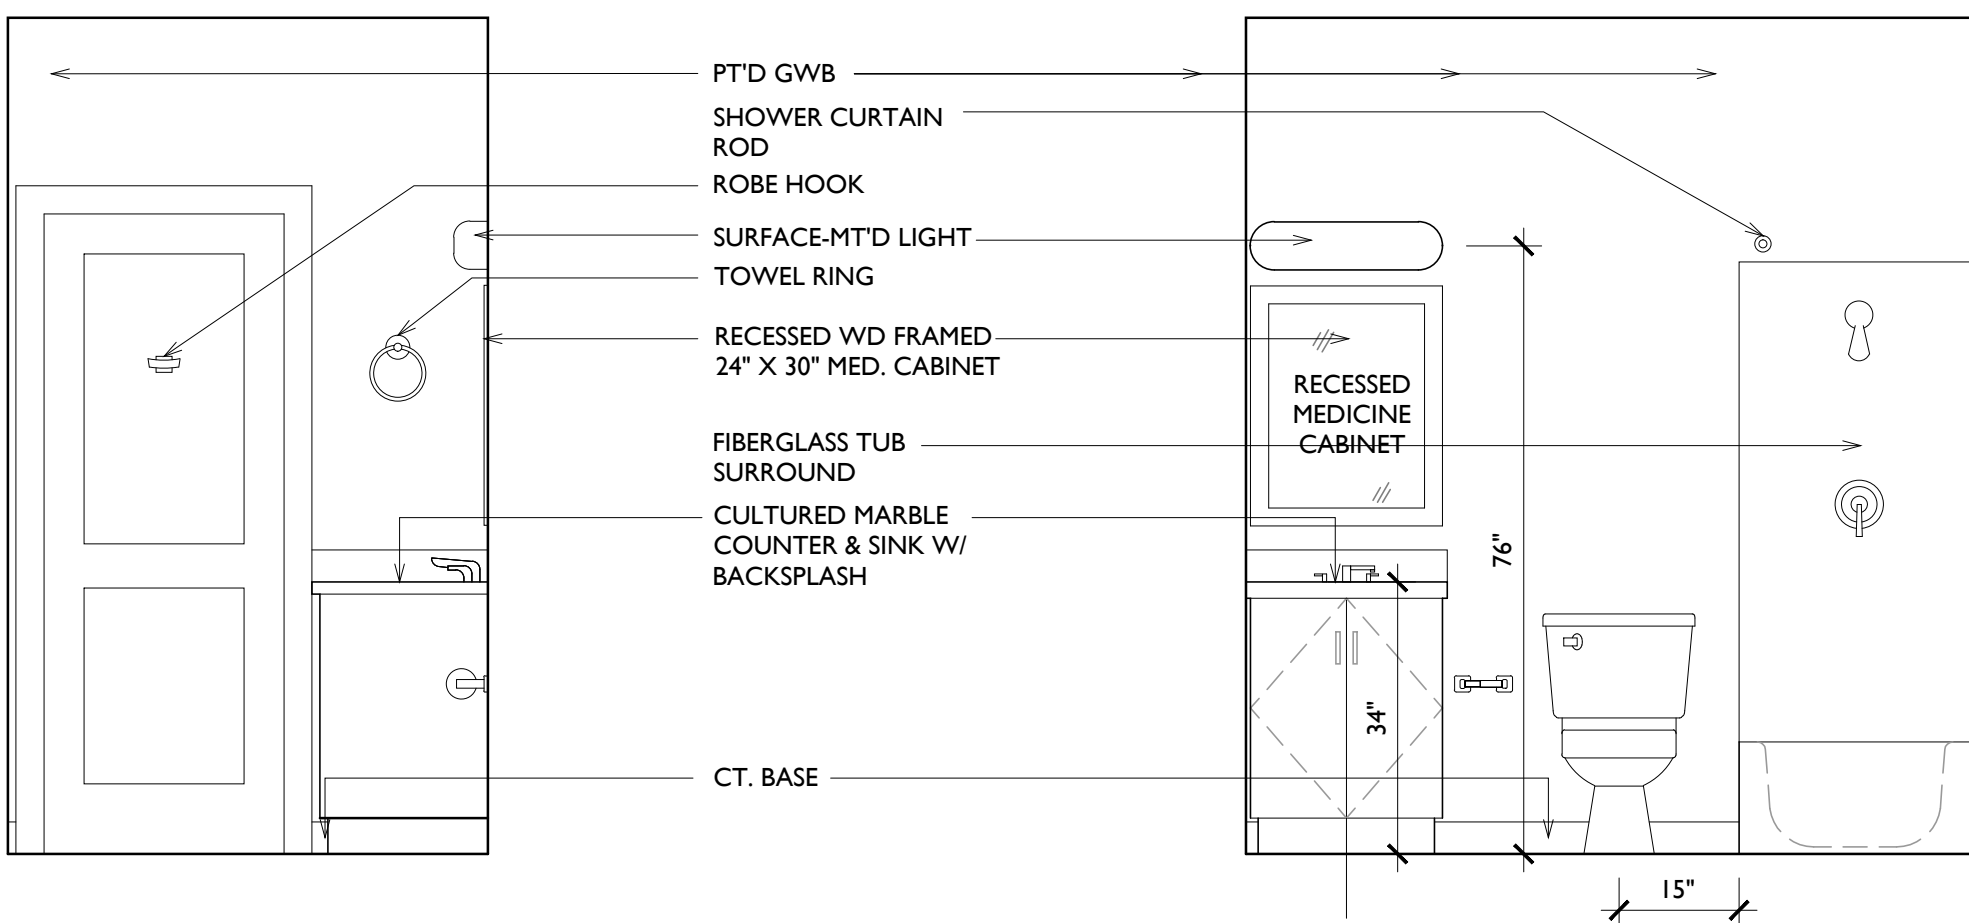 PT'D GWB
SHOWER CURTAIN
ROD
ROBE HOOK
SURFACE-MT'D LIGHT
TOWEL RING
RECESSED WD FRAMED
24" X 30" MED. CABINET
FIBERGLASS TUB
SURROUND
CULTURED MARBLE
COUNTER & SINK W/
BACKSPLASH
CT. BASE
RECESSED
MEDICINE
CABINET
76"
34"
15"